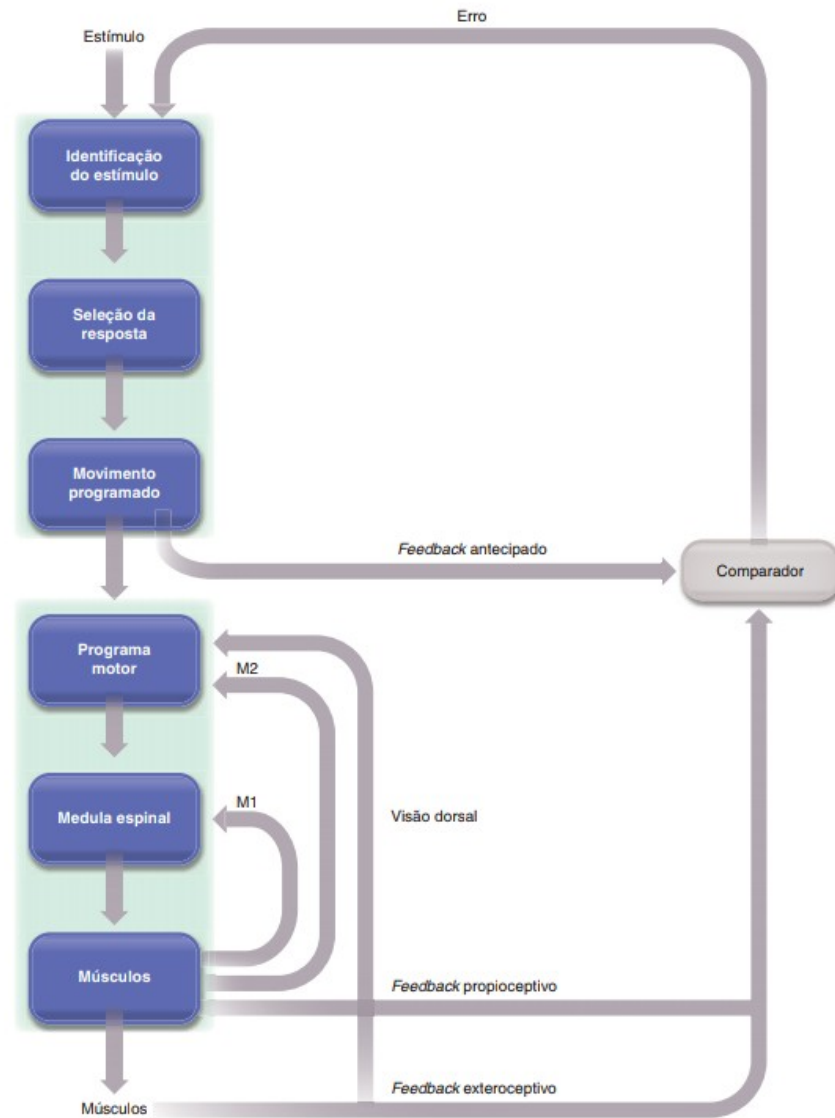 Erro
Estímulo
Identificação
do estímulo
Seleção da
resposta
Movimento
programado
Feedback antecipado
Comparador
Programa
motor
M2
M1
Medula espinal
Visão dorsal
Músculos
Feedback propioceptivo
Feedback exteroceptivo
Músculos